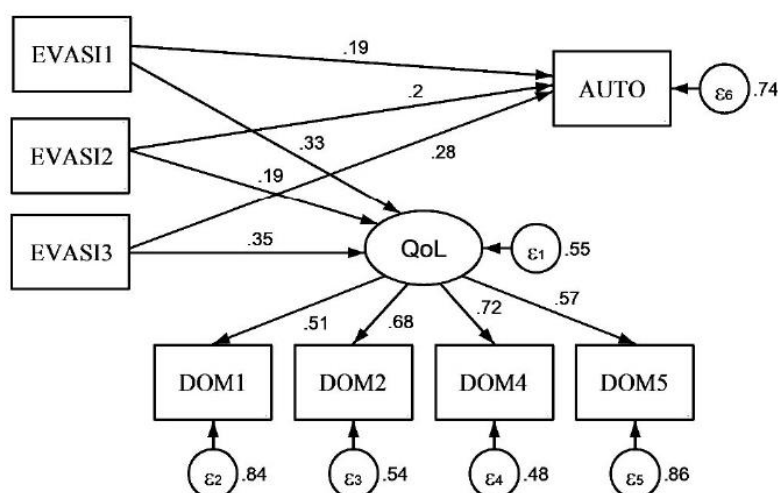 EVASI1
.19
AUTO
ε6
.74
.2
.33
EVASI2
.28
.19
EVASI3
.35
QoL
ε1
.55
.51
.68
.72
.57
DOM1
DOM2
DOM4
DOM5
ε2
.84
ε3
.54
ε4
.48
ε5
.86